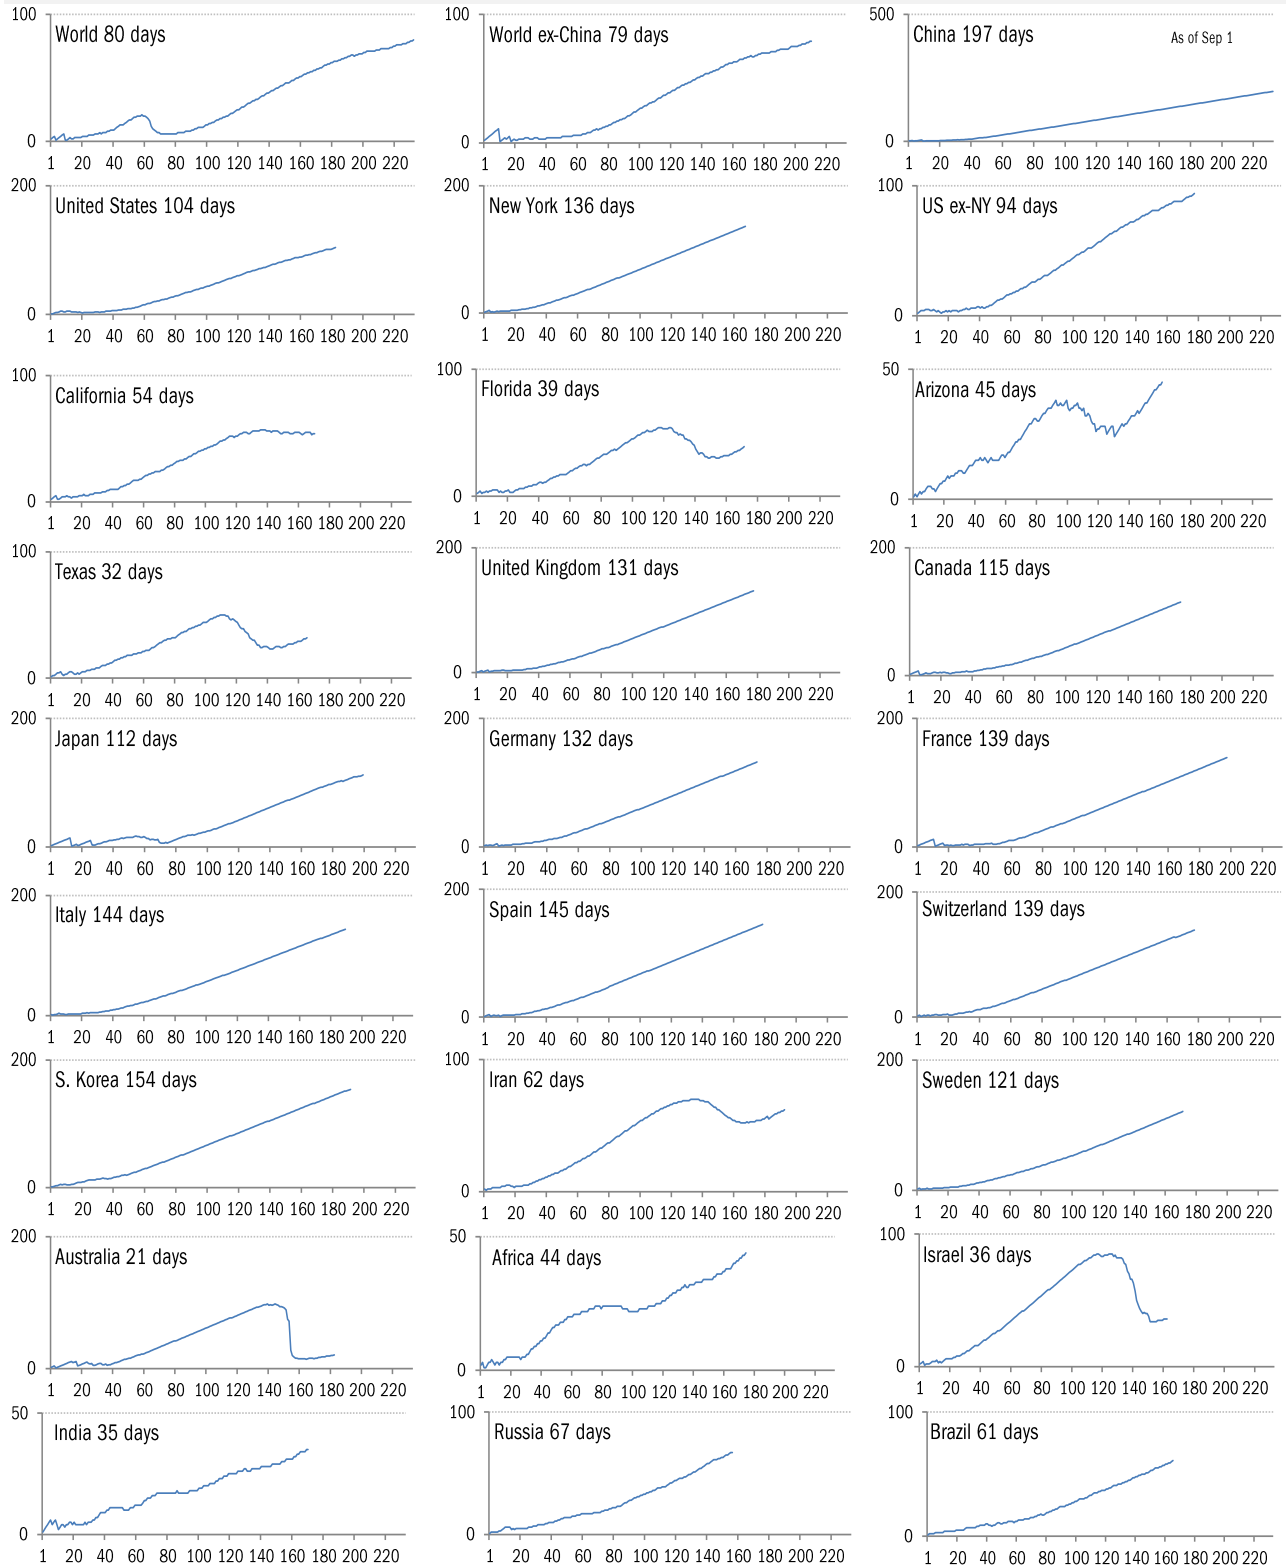 World 80 days
100
0
1 20 40 60 80 100 120 140 160 180 200 220
World ex-China 79 days
100
0
1 20 40 60 80 100 120 140 160 180 200 220
China 197 days
As of Sep 1
500
0
1 20 40 60 80 100 120 140 160 180 200 220
United States 104 days
200
0
1 20 40 60 80 100 120 140 160 180 200 220
New York 136 days
200
0
1 20 40 60 80 100 120 140 160 180 200 220
US ex-NY 94 days
100
0
1 20 40 60 80 100 120 140 160 180 200 220
California 54 days
100
0
1 20 40 60 80 100 120 140 160 180 200 220
Florida 39 days
100
0
1 20 40 60 80 100 120 140 160 180 200 220
Arizona 45 days
50
0
1 20 40 60 80 100 120 140 160 180 200 220
Texas 32 days
100
0
1 20 40 60 80 100 120 140 160 180 200 220
United Kingdom 131 days
200
0
1 20 40 60 80 100 120 140 160 180 200 220
Canada 115 days
200
0
1 20 40 60 80 100 120 140 160 180 200 220
Japan 112 days
200
0
1 20 40 60 80 100 120 140 160 180 200 220
Germany 132 days
200
0
1 20 40 60 80 100 120 140 160 180 200 220
France 139 days
200
0
1 20 40 60 80 100 120 140 160 180 200 220
Italy 144 days
200
0
1 20 40 60 80 100 120 140 160 180 200 220
Spain 145 days
200
0
1 20 40 60 80 100 120 140 160 180 200 220
Switzerland 139 days
200
0
1 20 40 60 80 100 120 140 160 180 200 220
S. Korea 154 days
200
0
1 20 40 60 80 100 120 140 160 180 200 220
Iran 62 days
100
0
1 20 40 60 80 100 120 140 160 180 200 220
Sweden 121 days
200
0
1 20 40 60 80 100 120 140 160 180 200 220
Australia 21 days
200
0
1 20 40 60 80 100 120 140 160 180 200 220
Africa 44 days
50
0
1 20 40 60 80 100 120 140 160 180 200 220
Israel 36 days
100
0
1 20 40 60 80 100 120 140 160 180 200 220
India 35 days
50
0
1 20 40 60 80 100 120 140 160 180 200 220
Russia 67 days
100
0
1 20 40 60 80 100 120 140 160 180 200 220
Brazil 61 days
100
0
1 20 40 60 80 100 120 140 160 180 200 220